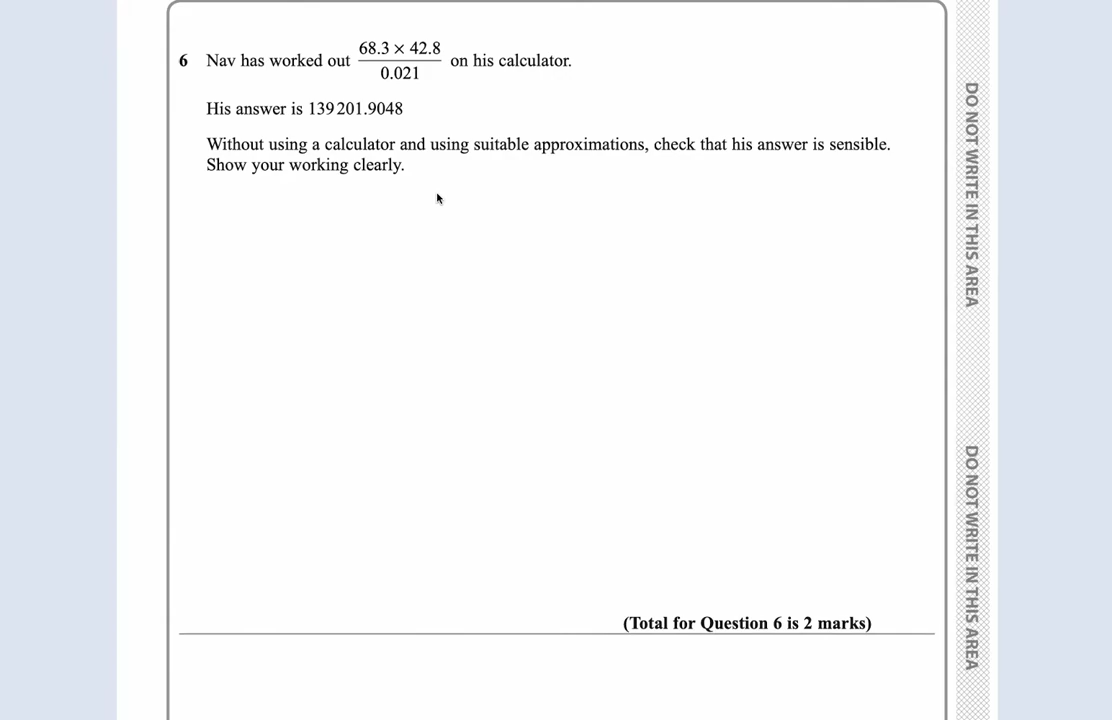 6 Nav has worked out 68.3 × 42.8 / 0.021 on his calculator.
His answer is 139 201.9048
Without using a calculator and using suitable approximations, check that his answer is sensible.
Show your working clearly.
(Total for Question 6 is 2 marks)
DO NOT WRITE IN THIS AREA
DO NOT WRITE IN THIS AREA